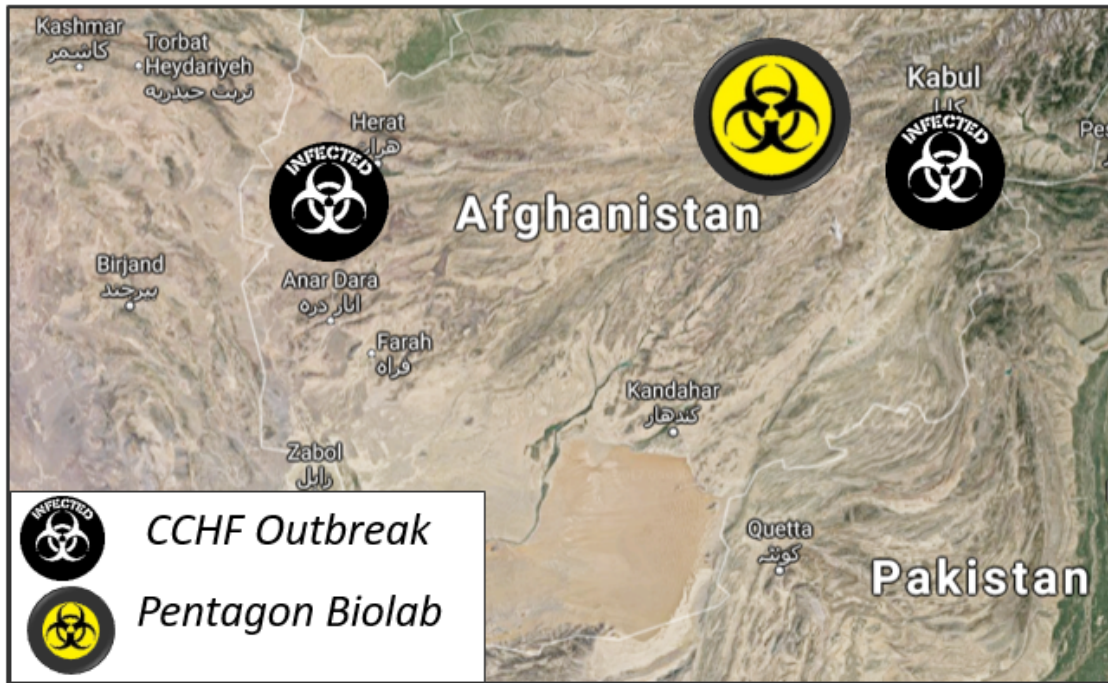 Kashmar
کاشمر
Torbat
Heydariyeh
تربت حیدریه
Herat
هرات
INFECTED
Kabul
INFECTED
Afghanistan
Birjand
بیرجند
Anar Dara
انار دره
Farah
فراه
Kandahar
کندهار
Zabol
زابل
Quetta
کوئٹہ
Pakistan
INFECTED
CCHF Outbreak
Pentagon Biolab